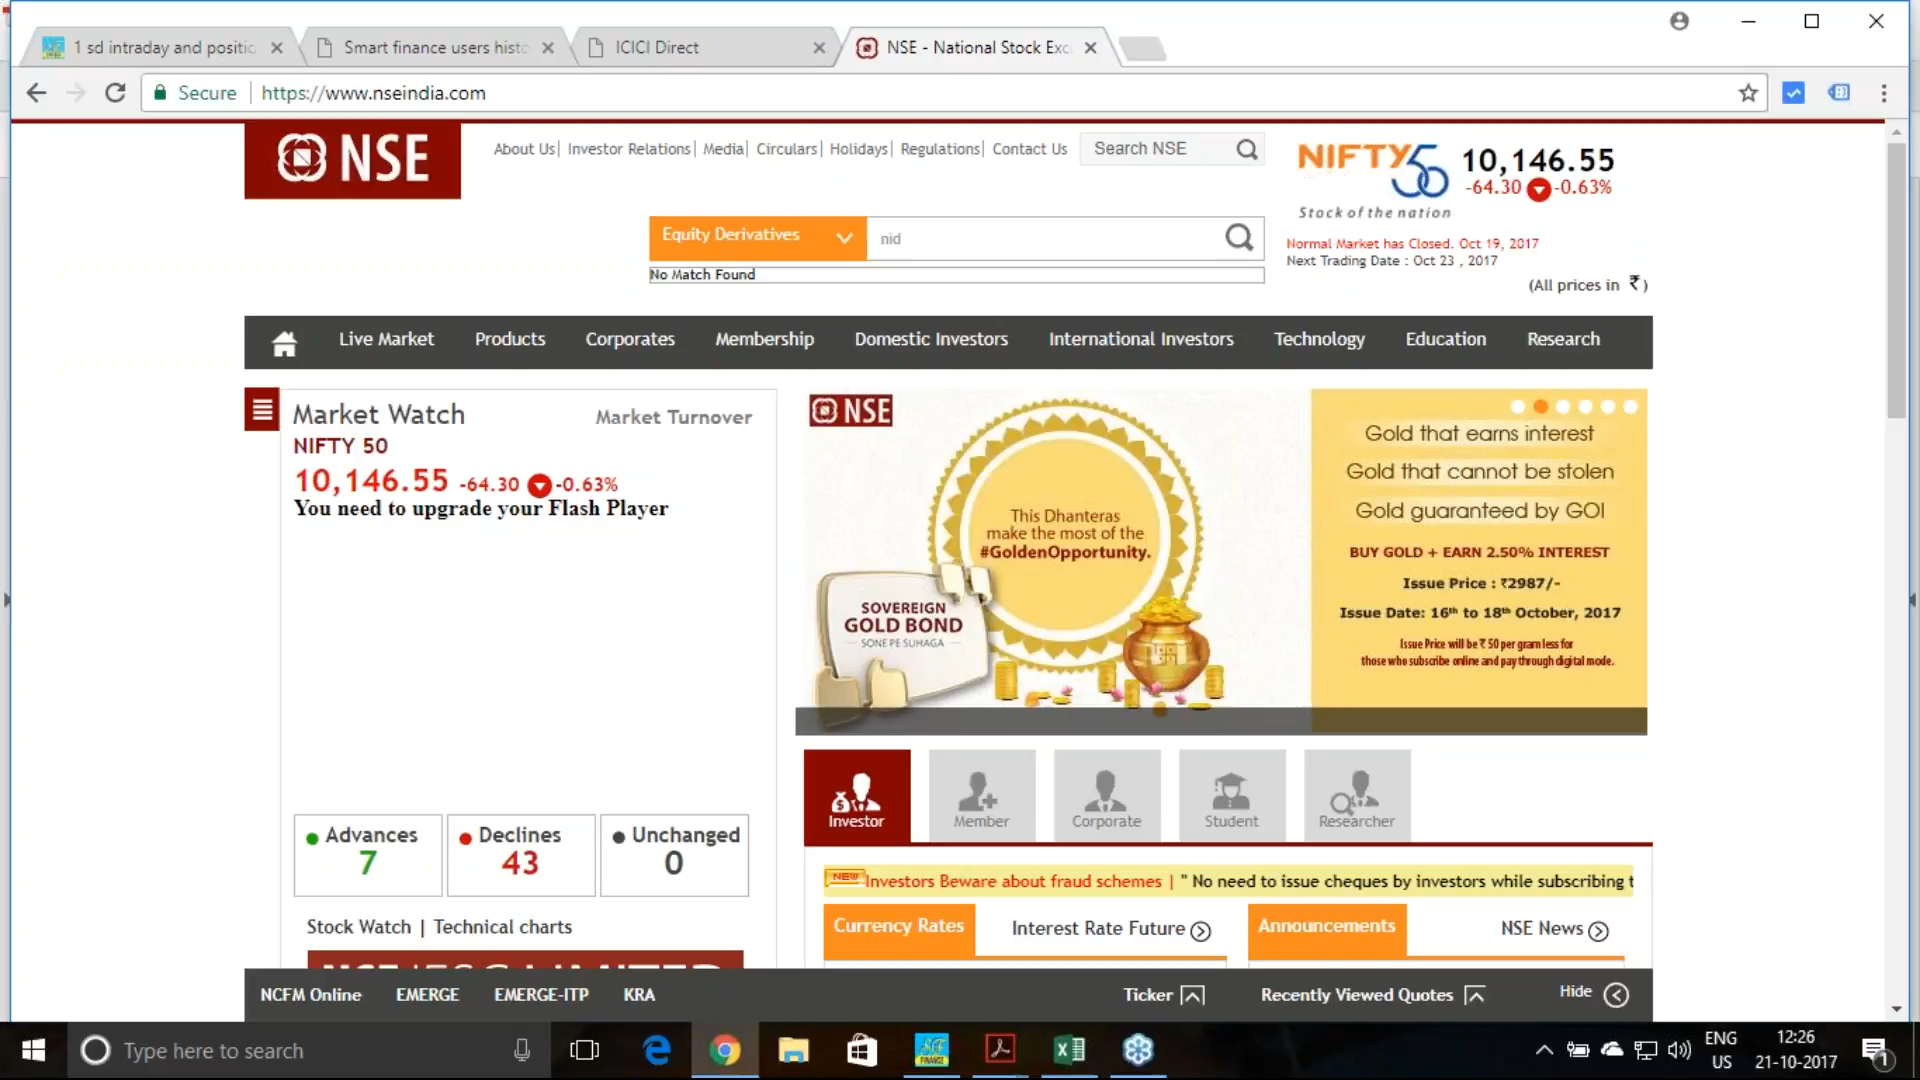 1 sd intraday and positic
Smart finance users histo
ICICI Direct
NSE - National Stock Exc
Secure
https://www.nseindia.com
NSE
About Us| Investor Relations| Media| Circulars| Holidays| Regulations| Contact Us
Search NSE
NIFTY 50
Stock of the nation
10,146.55
-64.30 -0.63%
Equity Derivatives
nid
No Match Found
Normal Market has Closed. Oct 19, 2017
Next Trading Date : Oct 23 , 2017
(All prices in ₹ )
Live Market Products Corporates Membership Domestic Investors International Investors Technology Education Research
Market Watch
Market Turnover
NIFTY 50
10,146.55 -64.30 -0.63%
You need to upgrade your Flash Player
Advances
7
Declines
43
Unchanged
0
Stock Watch | Technical charts
NSE
This Dhanteras
make the most of the
#GoldenOpportunity.
SOVEREIGN
GOLD BOND
SONE PE SUHAGA
Gold that earns interest
Gold that cannot be stolen
Gold guaranteed by GOI
BUY GOLD + EARN 2.50% INTEREST
Issue Price : ₹2987/-
Issue Date: 16th to 18th October, 2017
Issue Price will be ₹ 50 per gram less for
those who subscribe online and pay through digital mode.
Investor
Member
Corporate
Student
Researcher
NEW Investors Beware about fraud schemes | " No need to issue cheques by investors while subscribing t
Currency Rates
Interest Rate Future
Announcements
NSE News
NCFM Online EMERGE EMERGE-ITP KRA
Ticker
Recently Viewed Quotes
Hide
Type here to search
FINANCE
ENG
US
12:26
21-10-2017
1